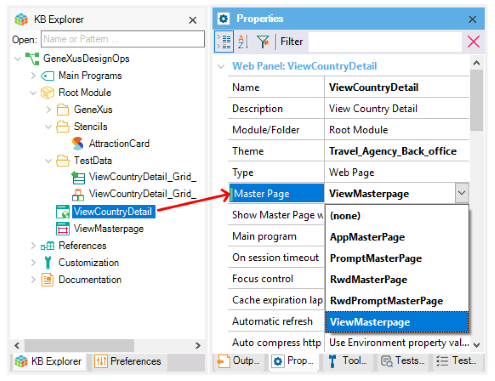 KB Explorer
Open: Name or Pattern ...
GeneXusDesignOps
Main Programs
Root Module
GeneXus
Stencils
AttractionCard
TestData
ViewCountryDetail_Grid_
ViewCountryDetail_Grid_
ViewCountryDetail
ViewMasterpage
References
Customization
Documentation
KB Explorer
Preferences
Properties
Filter
Web Panel: ViewCountryDetail
Name ViewCountryDetail
Description View Country Detail
Module/Folder Root Module
Theme Travel_Agency_Back_office
Type Web Page
Master Page ViewMasterpage
Show Master Page w
Main program
On session timeout
Focus control
Cache expiration lap
Automatic refresh
Auto compress http Use Environment property val...
(none)
AppMasterPage
PromptMasterPage
RwdMasterPage
RwdPromptMasterPage
ViewMasterpage
Outp...
Prop...
Tool...
Tests...
Test...